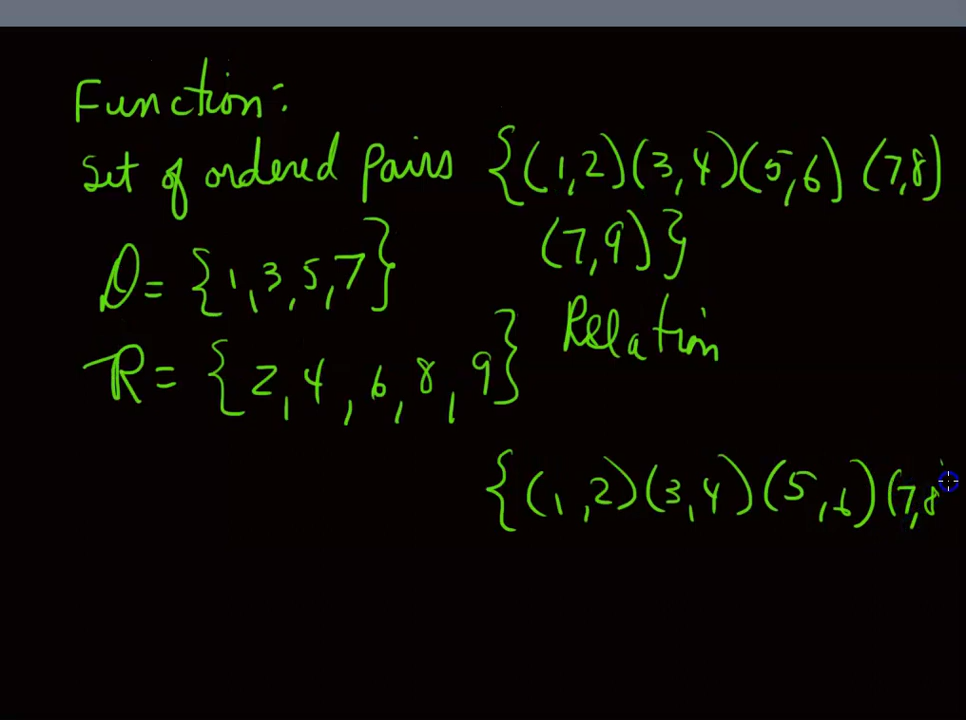 Function:
Set of ordered pairs {(1,2)(3,4)(5,6) (7,8)
(7,9)}
D= {1,3,5,7}
Relation
R= {2,4,6,8,9}
{(1,2)(3,4)(5,6)(7,8